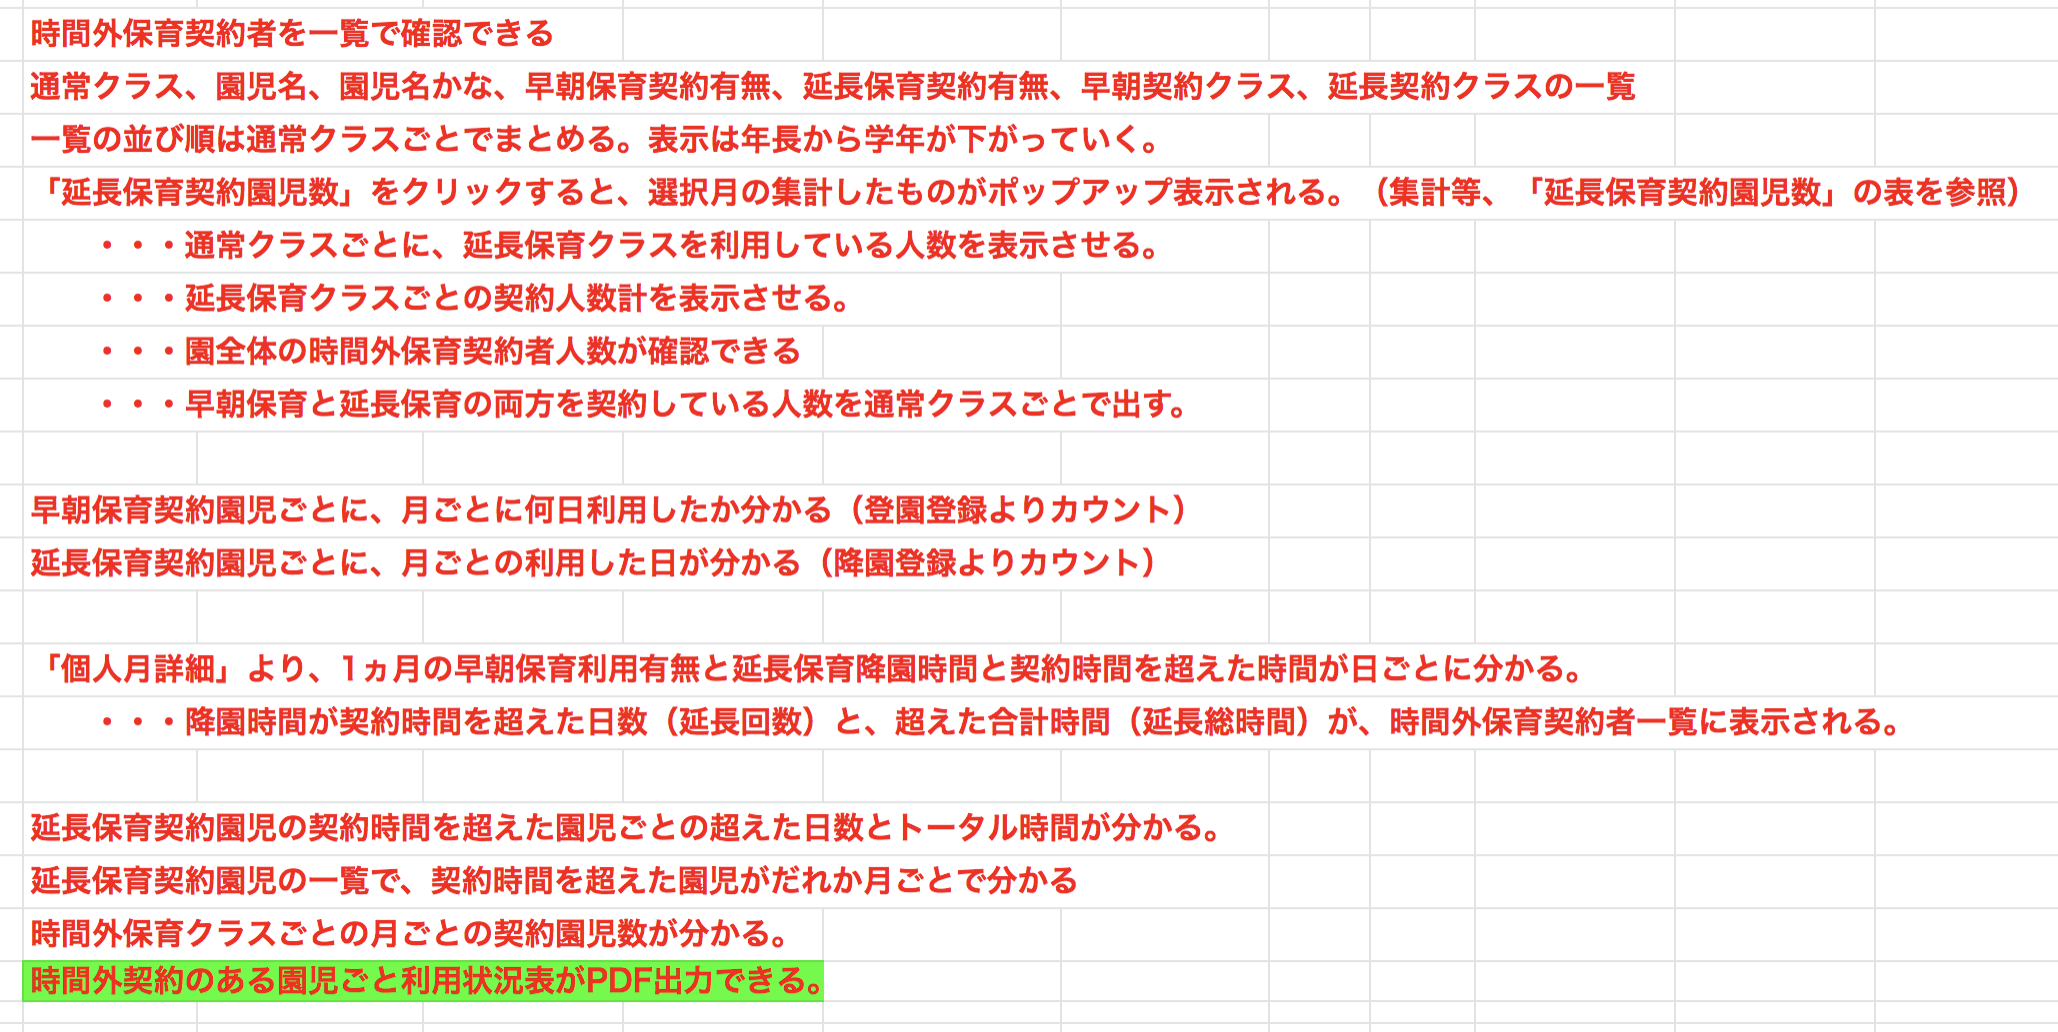 時間外保育契約者を一覧で確認できる
通常クラス、園児名、園児名かな、早朝保育契約有無、延長保育契約有無、早朝契約クラス、延長契約クラスの一覧
一覧の並び順は通常クラスごとでまとめる。表示は年長から学年が下がっていく。
「延長保育契約園児数」をクリックすると、選択月の集計したものがポップアップ表示される。（集計等、「延長保育契約園児数」の表を参照）
・・・通常クラスごとに、延長保育クラスを利用している人数を表示させる。
・・・延長保育クラスごとの契約人数計を表示させる。
・・・園全体の時間外保育契約者人数が確認できる
・・・早朝保育と延長保育の両方を契約している人数を通常クラスごとで出す。
早朝保育契約園児ごとに、月ごとに何日利用したか分かる（登園登録よりカウント）
延長保育契約園児ごとに、月ごとの利用した日が分かる（降園登録よりカウント）
「個人月詳細」より、1ヵ月の早朝保育利用有無と延長保育降園時間と契約時間を超えた時間が日ごとに分かる。
・・・降園時間が契約時間を超えた日数（延長回数）と、超えた合計時間（延長総時間）が、時間外保育契約者一覧に表示される。
延長保育契約園児の契約時間を超えた園児ごとの超えた日数とトータル時間が分かる。
延長保育契約園児の一覧で、契約時間を超えた園児がだれか月ごとで分かる
時間外保育クラスごとの月ごとの契約園児数が分かる。
時間外契約のある園児ごと利用状況表がPDF出力できる。